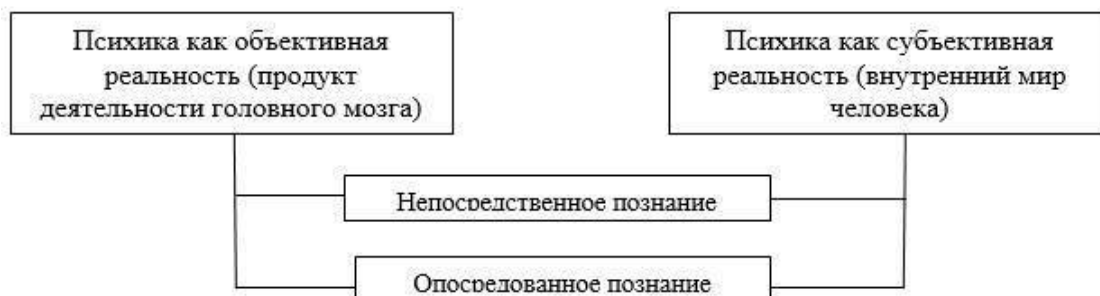 Психика как объективная
реальность (продукт
деятельности головного мозга)
Психика как субъективная
реальность (внутренний мир
человека)
Непосредственное познание
Опосредованное познание